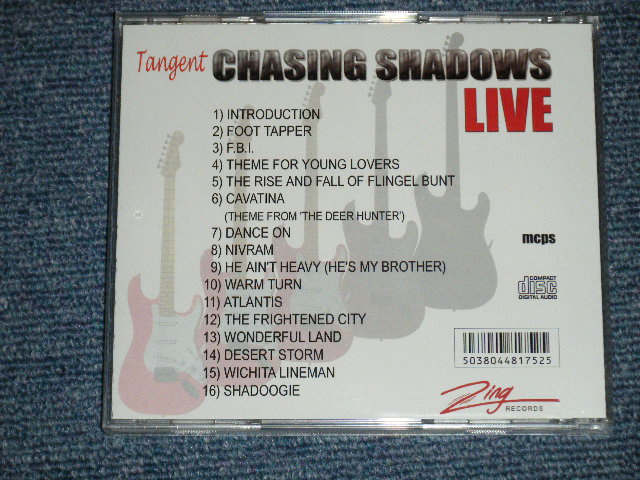 Tangent CHASING SHADOWS
LIVE
1) INTRODUCTION
2) FOOT TAPPER
3) F.B.I.
4) THEME FOR YOUNG LOVERS
5) THE RISE AND FALL OF FLINGEL BUNT
6) CAVATINA
(THEME FROM 'THE DEER HUNTER')
7) DANCE ON
8) NIVRAM
9) HE AIN'T HEAVY (HE'S MY BROTHER)
10) WARM TURN
11) ATLANTIS
12) THE FRIGHTENED CITY
13) WONDERFUL LAND
14) DESERT STORM
15) WICHITA LINEMAN
16) SHADOOGIE
mcps
COMPACT
disc
DIGITAL AUDIO
5038044817525
Zing
RECORDS